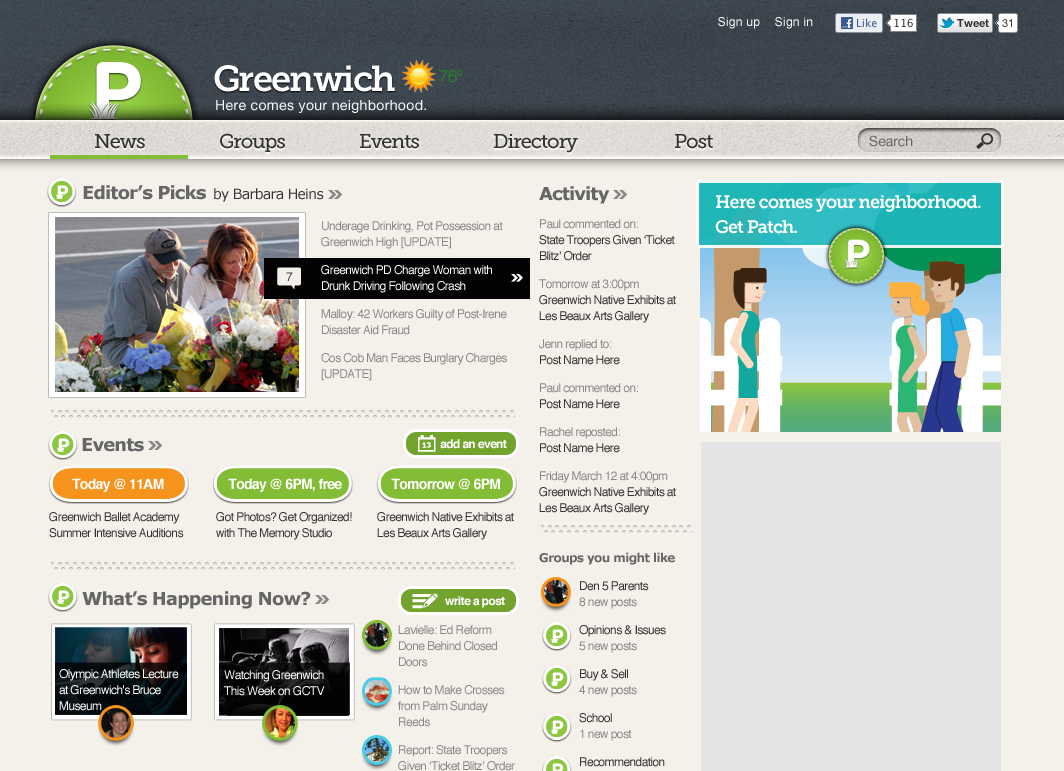 Sign up Sign in Like 116 Tweet 31
P
Greenwich 76°
Here comes your neighborhood.
News Groups Events Directory Post Search
P Editor's Picks by Barbara Heins »
Underage Drinking, Pot Possession at
Greenwich High [UPDATE]
7
Greenwich PD Charge Woman with
Drunk Driving Following Crash
»
Malloy: 42 Workers Guilty of Post-Irene
Disaster Aid Fraud
Cos Cob Man Faces Burglary Charges
[UPDATE]
P Events »
13 add an event
Today @ 11AM
Greenwich Ballet Academy
Summer Intensive Auditions
Today @ 6PM, free
Got Photos? Get Organized!
with The Memory Studio
Tomorrow @ 6PM
Greenwich Native Exhibits at
Les Beaux Arts Gallery
P What's Happening Now? »
write a post
Olympic Athletes Lecture
at Greenwich's Bruce
Museum
Watching Greenwich
This Week on GCTV
Lavielle: Ed Reform
Done Behind Closed
Doors
How to Make Crosses
from Palm Sunday
Reeds
Report: State Troopers
Given 'Ticket Blitz' Order
Activity »
Paul commented on:
State Troopers Given 'Ticket
Blitz' Order
Tomorrow at 3:00pm
Greenwich Native Exhibits at
Les Beaux Arts Gallery
Jenn replied to:
Post Name Here
Paul commented on:
Post Name Here
Rachel reposted:
Post Name Here
Friday March 12 at 4:00pm
Greenwich Native Exhibits at
Les Beaux Arts Gallery
Groups you might like
Den 5 Parents
8 new posts
P Opinions & Issues
5 new posts
P Buy & Sell
4 new posts
P School
1 new post
P Recommendation
Here comes your neighborhood.
Get Patch.
P